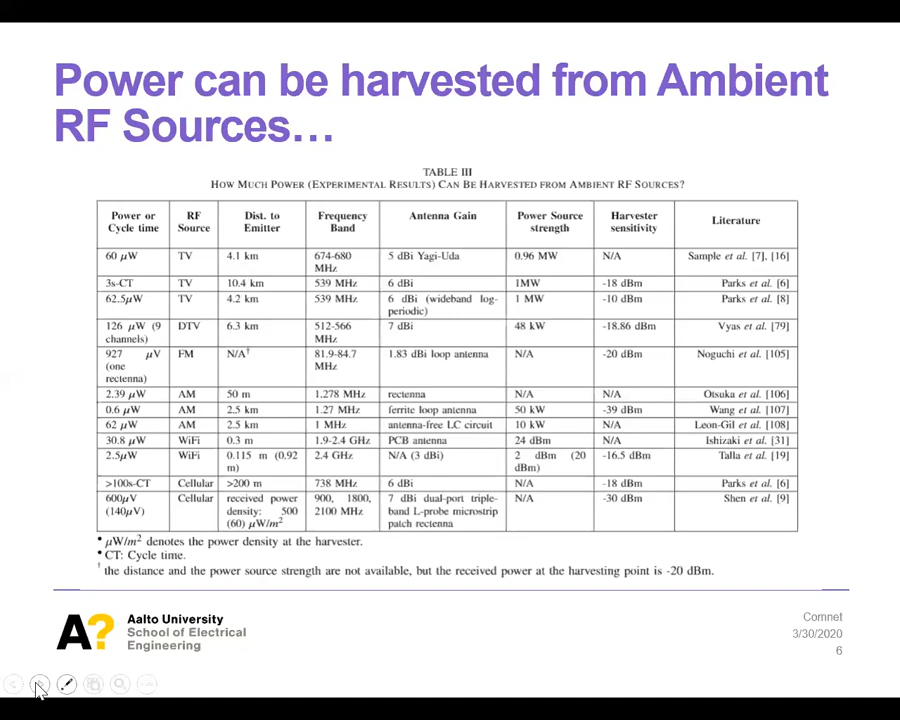 Power can be harvested from Ambient
RF Sources…
TABLE III
HOW MUCH POWER (EXPERIMENTAL RESULTS) CAN BE HARVESTED FROM AMBIENT RF SOURCES?
Power or Cycle time RF Source Dist. to Emitter Frequency Band Antenna Gain Power Source strength Harvester sensitivity Literature
60 μW TV 4.1 km 674-680 MHz 5 dBi Yagi-Uda 0.96 MW N/A Sample et al. [7], [16]
3s-CT TV 10.4 km 539 MHz 6 dBi 1MW -18 dBm Parks et al. [6]
62.5μW TV 4.2 km 539 MHz 6 dBi (wideband log-periodic) 1 MW -10 dBm Parks et al. [8]
126 μW (9 channels) DTV 6.3 km 512-566 MHz 7 dBi 48 kW -18.86 dBm Vyas et al. [79]
927 μV (one rectenna) FM N/A† 81.9-84.7 MHz 1.83 dBi loop antenna N/A -20 dBm Noguchi et al. [105]
2.39 μW AM 50 m 1.278 MHz rectenna N/A N/A Otsuka et al. [106]
0.6 μW AM 2.5 km 1.27 MHz ferrite loop antenna 50 kW -39 dBm Wang et al. [107]
62 μW AM 2.5 km 1 MHz antenna-free LC circuit 10 kW N/A Leon-Gil et al. [108]
30.8 μW WiFi 0.3 m 1.9-2.4 GHz PCB antenna 24 dBm N/A Ishizaki et al. [31]
2.5μW WiFi 0.115 m (0.92 m) 2.4 GHz N/A (3 dBi) 2 dBm (20 dBm) -16.5 dBm Talla et al. [19]
>100s-CT Cellular >200 m 738 MHz 6 dBi N/A -18 dBm Parks et al. [6]
600μV (140μV) Cellular received power density: 500 (60) μW/m² 900, 1800, 2100 MHz 7 dBi dual-port triple-band L-probe microstrip patch rectenna N/A -30 dBm Shen et al. [9]
• μW/m² denotes the power density at the harvester.
• CT: Cycle time.
† the distance and the power source strength are not available, but the received power at the harvesting point is -20 dBm.
A?
Aalto University
School of Electrical
Engineering
Comnet
3/30/2020
6